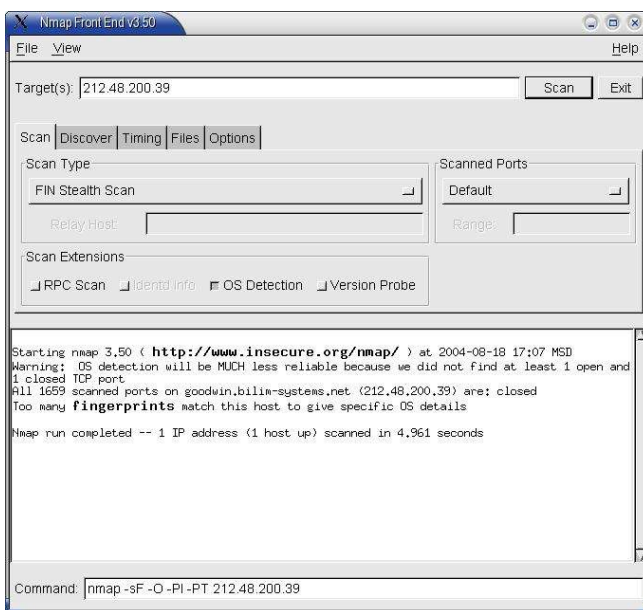 Nmap Front End v3.50
File View Help
Target(s): 212.48.200.39 Scan Exit
Scan Discover Timing Files Options
Scan Type Scanned Ports
FIN Stealth Scan Default
Relay Host: Range:
Scan Extensions
RPC Scan Identd Info OS Detection Version Probe
Starting nmap 3.50 ( http://www.insecure.org/nmap/ ) at 2004-08-18 17:07 MSD
Warning: OS detection will be MUCH less reliable because we did not find at least 1 open and
1 closed TCP port
All 1659 scanned ports on goodwin.bilim-systems.net (212.48.200.39) are: closed
Too many fingerprints match this host to give specific OS details
Nmap run completed -- 1 IP address (1 host up) scanned in 4.961 seconds
Command: nmap -sF -O -PI -PT 212.48.200.39